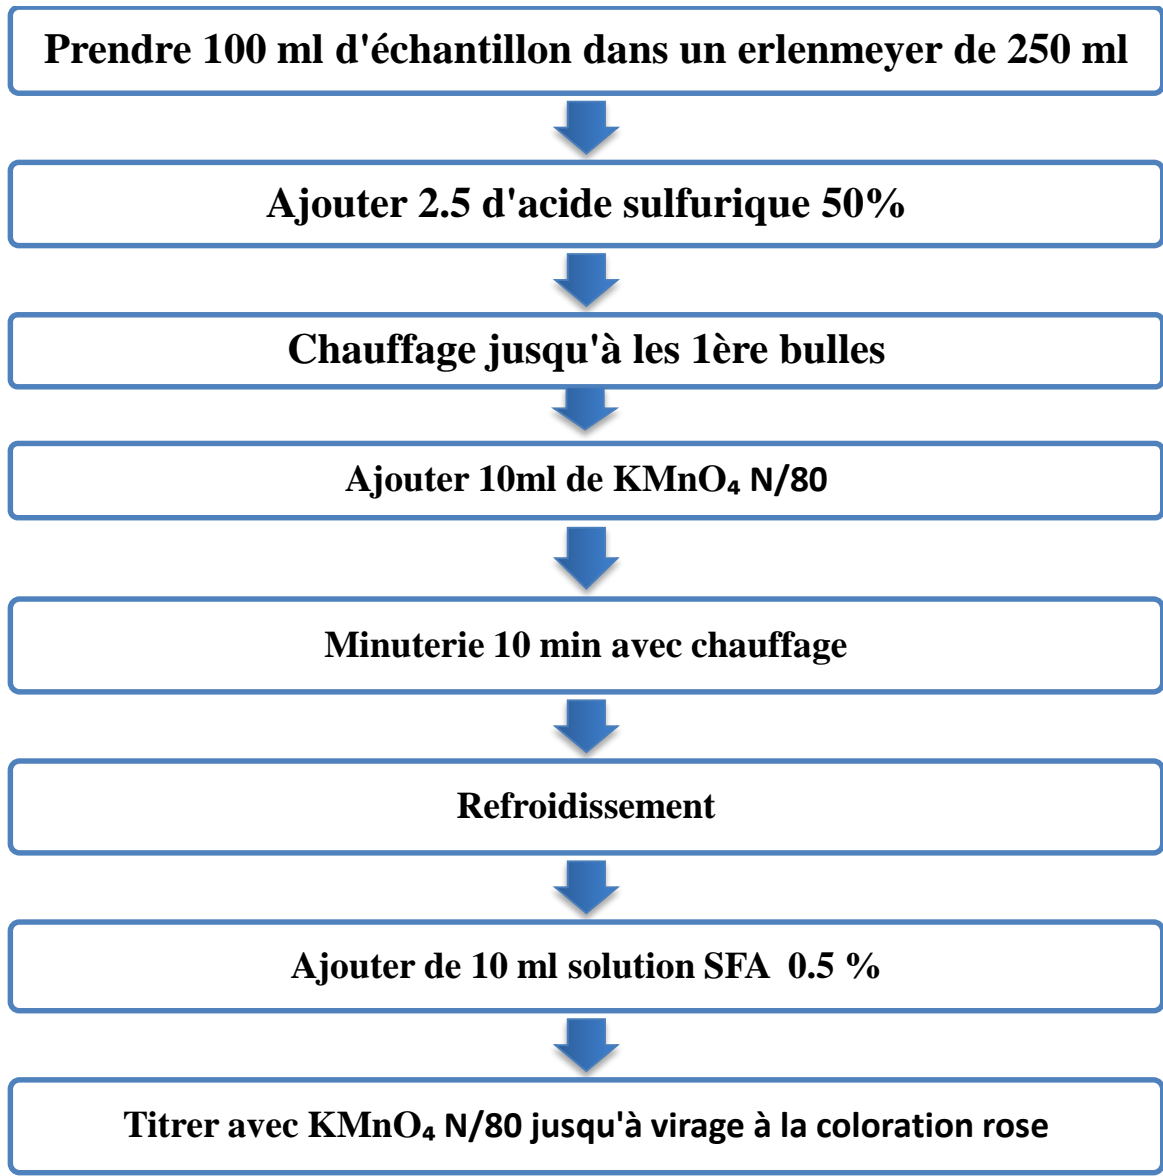 Prendre 100 ml d'échantillon dans un erlenmeyer de 250 ml
Ajouter 2.5 d'acide sulfurique 50%
Chauffage jusqu'à les 1ère bulles
Ajouter 10ml de KMnO₄ N/80
Minuterie 10 min avec chauffage
Refroidissement
Ajouter de 10 ml solution SFA 0.5 %
Titrer avec KMnO₄ N/80 jusqu'à virage à la coloration rose